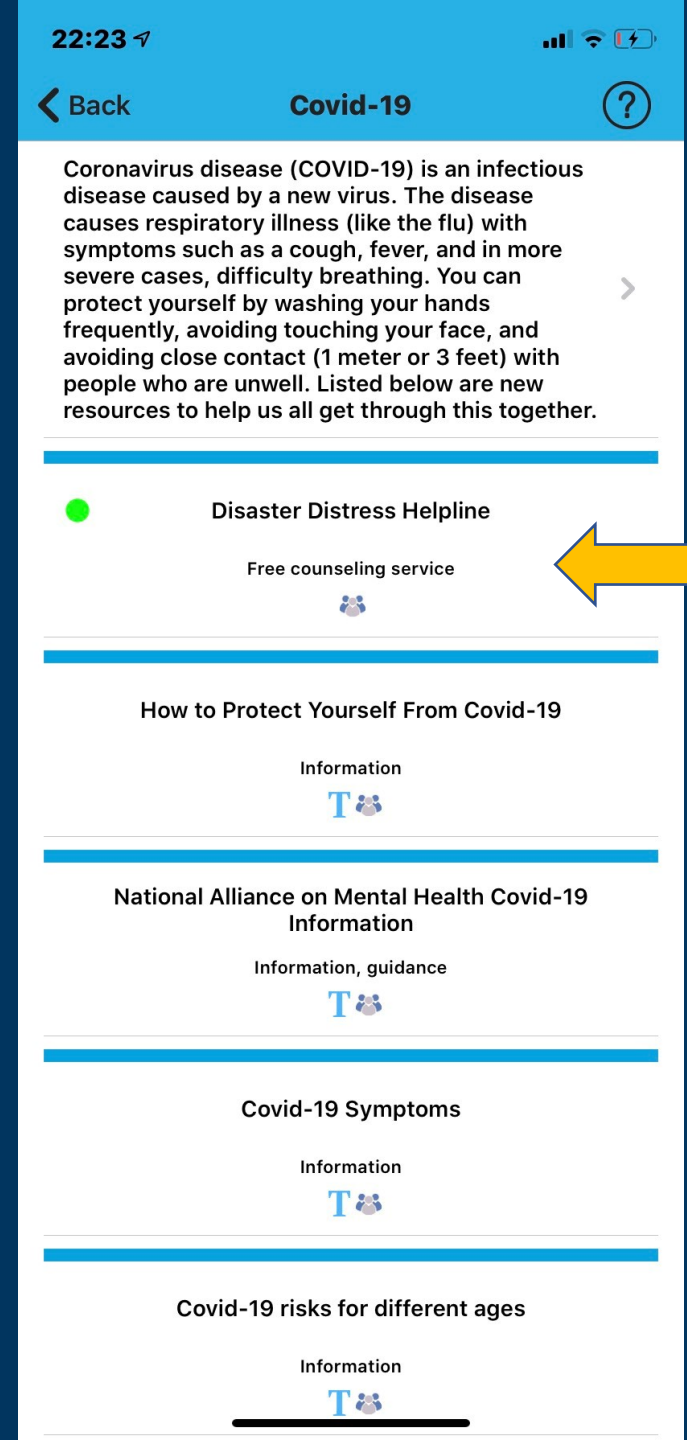 22:23
Back
Covid-19
?
Coronavirus disease (COVID-19) is an infectious
disease caused by a new virus. The disease
causes respiratory illness (like the flu) with
symptoms such as a cough, fever, and in more
severe cases, difficulty breathing. You can
protect yourself by washing your hands
frequently, avoiding touching your face, and
avoiding close contact (1 meter or 3 feet) with
people who are unwell. Listed below are new
resources to help us all get through this together.
Disaster Distress Helpline
Free counseling service
How to Protect Yourself From Covid-19
Information
T
National Alliance on Mental Health Covid-19
Information
Information, guidance
T
Covid-19 Symptoms
Information
T
Covid-19 risks for different ages
Information
T